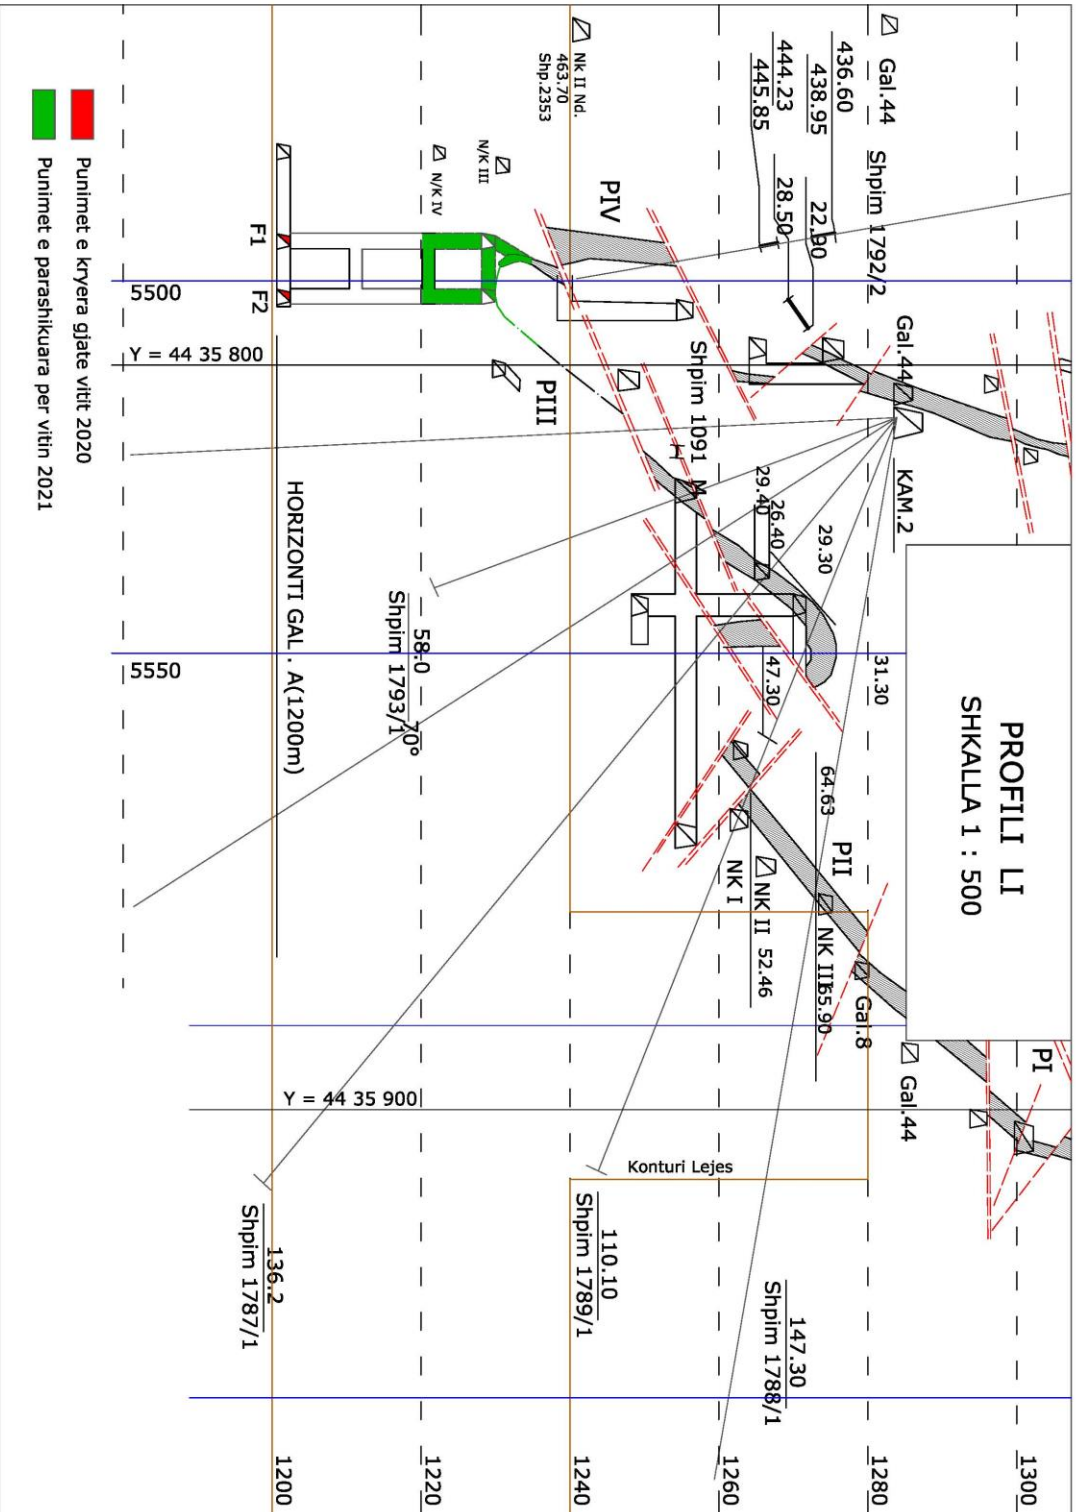 PROFILI LI
SHKALLA 1 : 500
1300
1280
1260
1240
1220
1200
Gal.44
436.60
438.95
444.23
445.85
Shpim 1792/2
22.90
28.50
Nk II Nd.
463.70
Shp.2353
N/K III
N/K IV
PIV
F1
F2
5500
Y = 44 35 800
Gal.44
KAM.2
Shpim 1091
PIII
29.40
26.40
29.30
31.30
47.30
58.0
Shpim 1793/1
70°
5550
HORIZONTI GAL . A(1200m)
64.63
PII
NK I
NK II 52.46
NK III
65.90
Gal.8
Gal.44
PI
Y = 44 35 900
Konturi Lejes
136.2
Shpim 1787/1
110.10
Shpim 1789/1
147.30
Shpim 1788/1
Punimet e kryera gjate vitit 2020
Punimet e parashikuara per vitin 2021